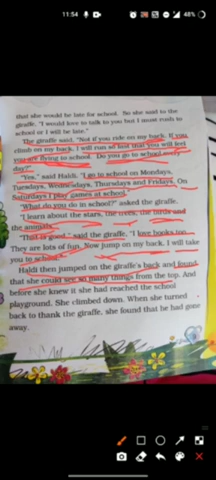 11:54
48%
that she would be late for school. So she said to the
giraffe, "I would love to talk to you but I must rush to
school or I will be late."
The giraffe said, "Not if you ride on my back. If you
climb on my back, I will run so fast that you will feel
you are flying to school. Do you go to school every
day?"
"Yes," said Haldi. "I go to school on Mondays,
Tuesdays, Wednesdays, Thursdays and Fridays. On
Saturdays I play games at school."
"What do you do in school?" asked the giraffe.
"I learn about the stars, the trees, the birds and
the animals."
"That is good," said the giraffe. "I love books too.
They are lots of fun. Now jump on my back, I will take
you to school."
Haldi then jumped on the giraffe's back and found
that she could see so many things from the top. And
before she knew it she had reached the school
playground. She climbed down. When she turned
back to thank the giraffe, she found that he had gone
away.